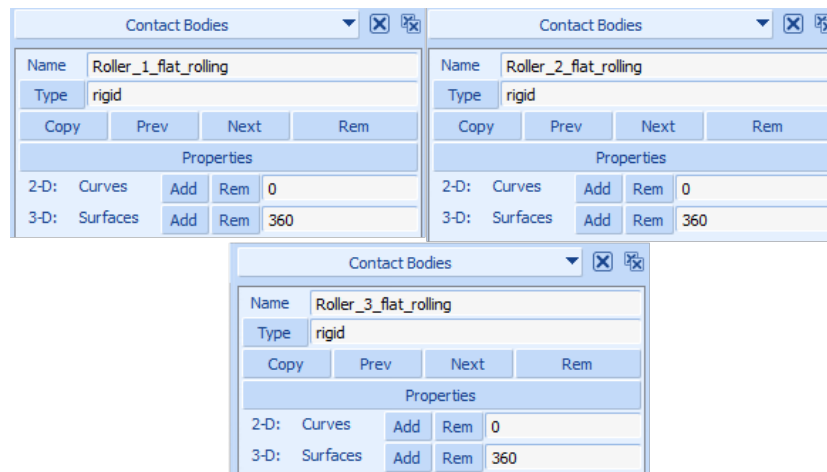 Contact Bodies
Name Roller_1_flat_rolling
Type rigid
Copy Prev Next Rem
Properties
2-D: Curves Add Rem 0
3-D: Surfaces Add Rem 360
Contact Bodies
Name Roller_2_flat_rolling
Type rigid
Copy Prev Next Rem
Properties
2-D: Curves Add Rem 0
3-D: Surfaces Add Rem 360
Contact Bodies
Name Roller_3_flat_rolling
Type rigid
Copy Prev Next Rem
Properties
2-D: Curves Add Rem 0
3-D: Surfaces Add Rem 360